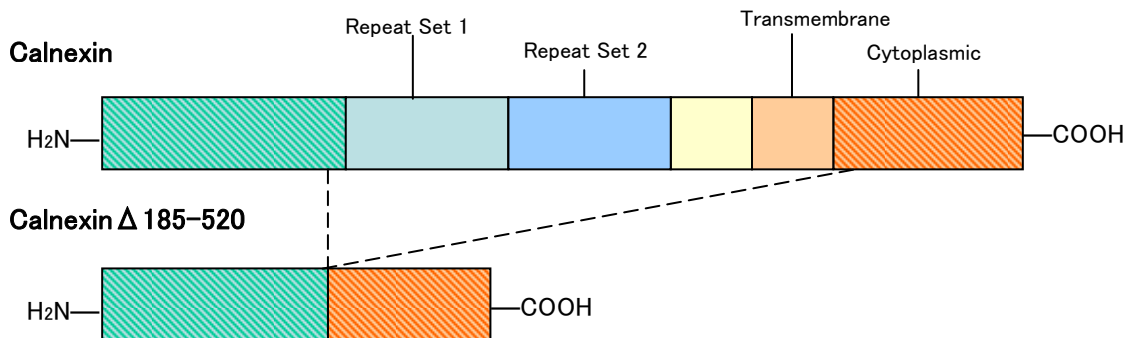 Transmembrane
Repeat Set 1
Calnexin
Repeat Set 2
Cytoplasmic
H2N
COOH
Calnexin Δ 185-520
H2N
COOH